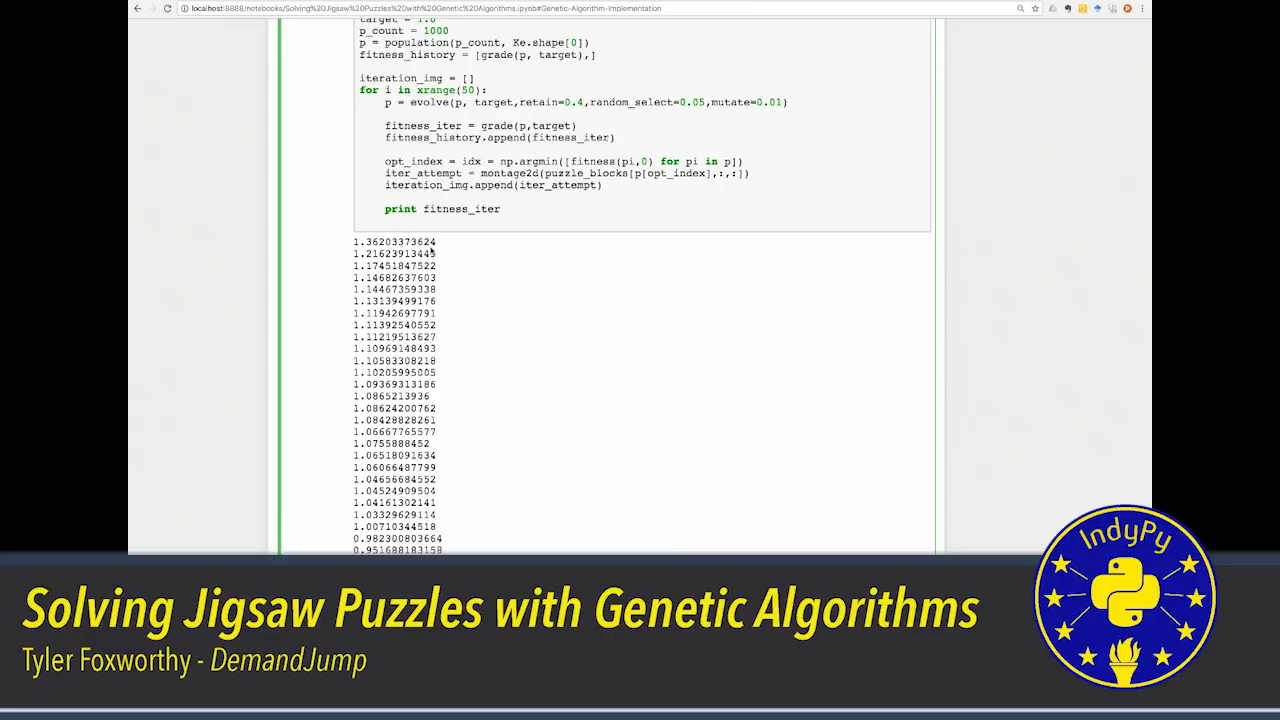 localhost:8888/notebooks/Solving%20Jigsaw%20Puzzles%20with%20Genetic%20Algorithms.ipynb#Genetic-Algorithm-Implementation
target = 1.0
p_count = 1000
p = population(p_count, Ke.shape[0])
fitness_history = [grade(p, target),]
iteration_img = []
for i in xrange(50):
p = evolve(p, target,retain=0.4,random_select=0.05,mutate=0.01)
fitness_iter = grade(p,target)
fitness_history.append(fitness_iter)
opt_index = idx = np.argmin([fitness(pi,0) for pi in p])
iter_attempt = montage2d(puzzle_blocks[p[opt_index],:,:])
iteration_img.append(iter_attempt)
print fitness_iter
1.36203373624
1.21623913445
1.17451847522
1.14682637603
1.14467359338
1.13139499176
1.11942697791
1.11392540552
1.11219513627
1.10969148493
1.10583308218
1.10205995005
1.09369313186
1.0865213936
1.08624200762
1.08428828261
1.06667765577
1.0755888452
1.06518091634
1.06066487799
1.04656684552
1.04524909504
1.04161302141
1.03329629114
1.00710344518
0.982300803664
0.951688183158
Solving Jigsaw Puzzles with Genetic Algorithms
Tyler Foxworthy - DemandJump
IndyPy